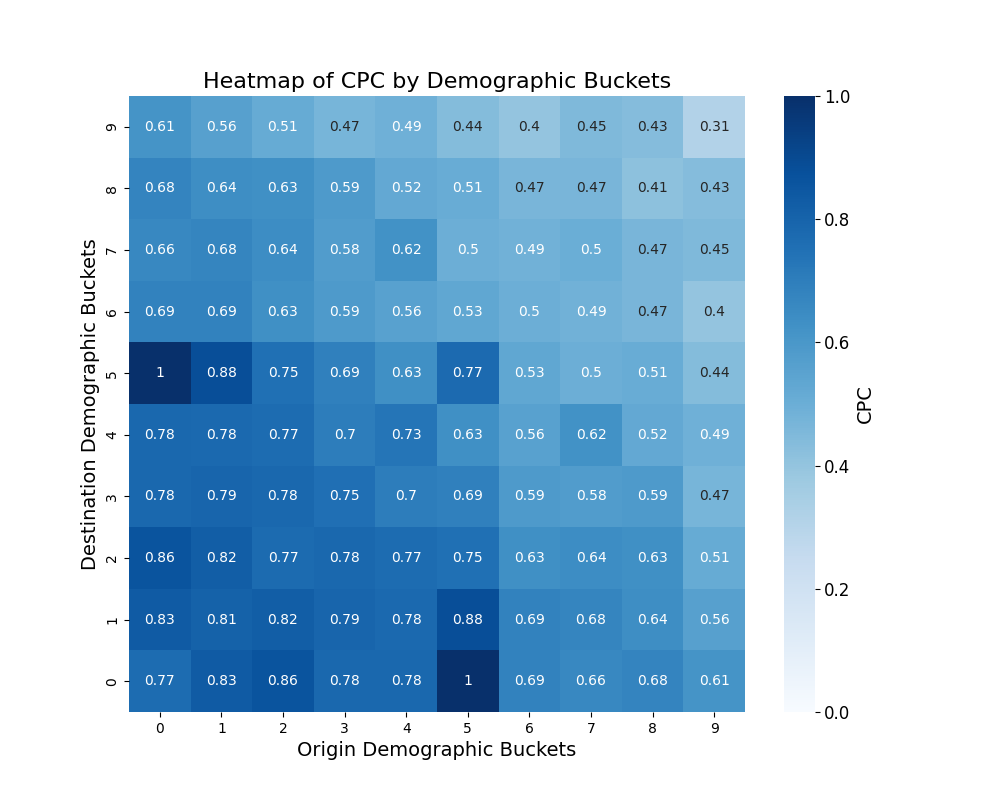 Heatmap of CPC by Demographic Buckets
9 0.61 0.56 0.51 0.47 0.49 0.44 0.4 0.45 0.43 0.31
8 0.68 0.64 0.63 0.59 0.52 0.51 0.47 0.47 0.41 0.43
7 0.66 0.68 0.64 0.58 0.62 0.5 0.49 0.5 0.47 0.45
6 0.69 0.69 0.63 0.59 0.56 0.53 0.5 0.49 0.47 0.4
5 1 0.88 0.75 0.69 0.63 0.77 0.53 0.5 0.51 0.44
4 0.78 0.78 0.77 0.7 0.73 0.63 0.56 0.62 0.52 0.49
3 0.78 0.79 0.78 0.75 0.7 0.69 0.59 0.58 0.59 0.47
2 0.86 0.82 0.77 0.78 0.77 0.75 0.63 0.64 0.63 0.51
1 0.83 0.81 0.82 0.79 0.78 0.88 0.69 0.68 0.64 0.56
0 0.77 0.83 0.86 0.78 0.78 1 0.69 0.66 0.68 0.61
0 1 2 3 4 5 6 7 8 9
Origin Demographic Buckets
Destination Demographic Buckets
1.0
0.8
0.6
0.4
0.2
0.0
CPC